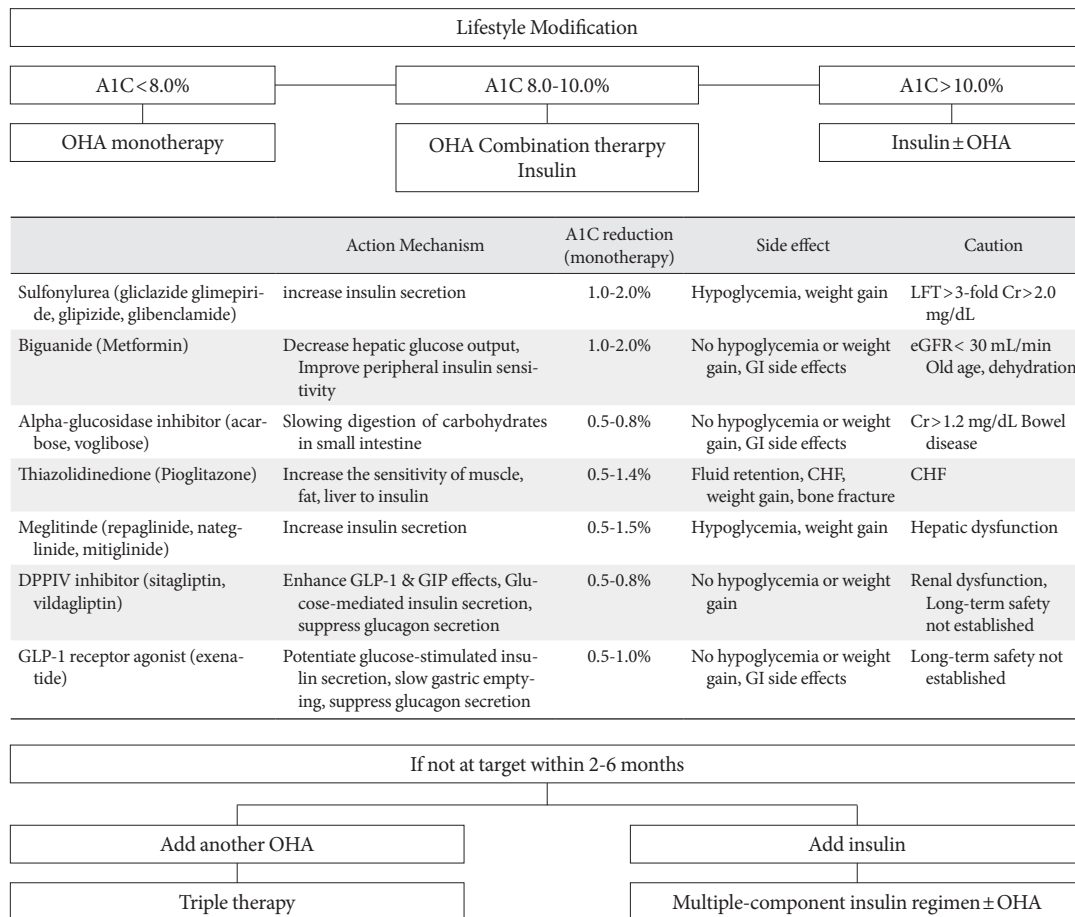 Lifestyle Modification
A1C<8.0%
A1C 8.0-10.0%
A1C>10.0%
OHA monotherapy
OHA Combination therarpy
Insulin
Insulin±OHA
Action Mechanism
A1C reduction
(monotherapy)
Side effect
Caution
Sulfonylurea (gliclazide glimepiri-
de, glipizide, glibenclamide)
increase insulin secretion
1.0-2.0%
Hypoglycemia, weight gain
LFT>3-fold Cr>2.0
mg/dL
Biguanide (Metformin)
Decrease hepatic glucose output,
Improve peripheral insulin sensi-
tivity
1.0-2.0%
No hypoglycemia or weight
gain, GI side effects
eGFR< 30 mL/min
Old age, dehydration
Alpha-glucosidase inhibitor (acar-
bose, voglibose)
Slowing digestion of carbohydrates
in small intestine
0.5-0.8%
No hypoglycemia or weight
gain, GI side effects
Cr>1.2 mg/dL Bowel
disease
Thiazolidinedione (Pioglitazone)
Increase the sensitivity of muscle,
fat, liver to insulin
0.5-1.4%
Fluid retention, CHF,
weight gain, bone fracture
CHF
Meglitinde (repaglinide, nateg-
linide, mitiglinide)
Increase insulin secretion
0.5-1.5%
Hypoglycemia, weight gain
Hepatic dysfunction
DPPIV inhibitor (sitagliptin,
vildagliptin)
Enhance GLP-1 & GIP effects, Glu-
cose-mediated insulin secretion,
suppress glucagon secretion
0.5-0.8%
No hypoglycemia or weight
gain
Renal dysfunction,
Long-term safety
not established
GLP-1 receptor agonist (exena-
tide)
Potentiate glucose-stimulated insu-
lin secretion, slow gastric empty-
ing, suppress glucagon secretion
0.5-1.0%
No hypoglycemia or weight
gain, GI side effects
Long-term safety not
established
If not at target within 2-6 months
Add another OHA
Add insulin
Triple therapy
Multiple-component insulin regimen±OHA